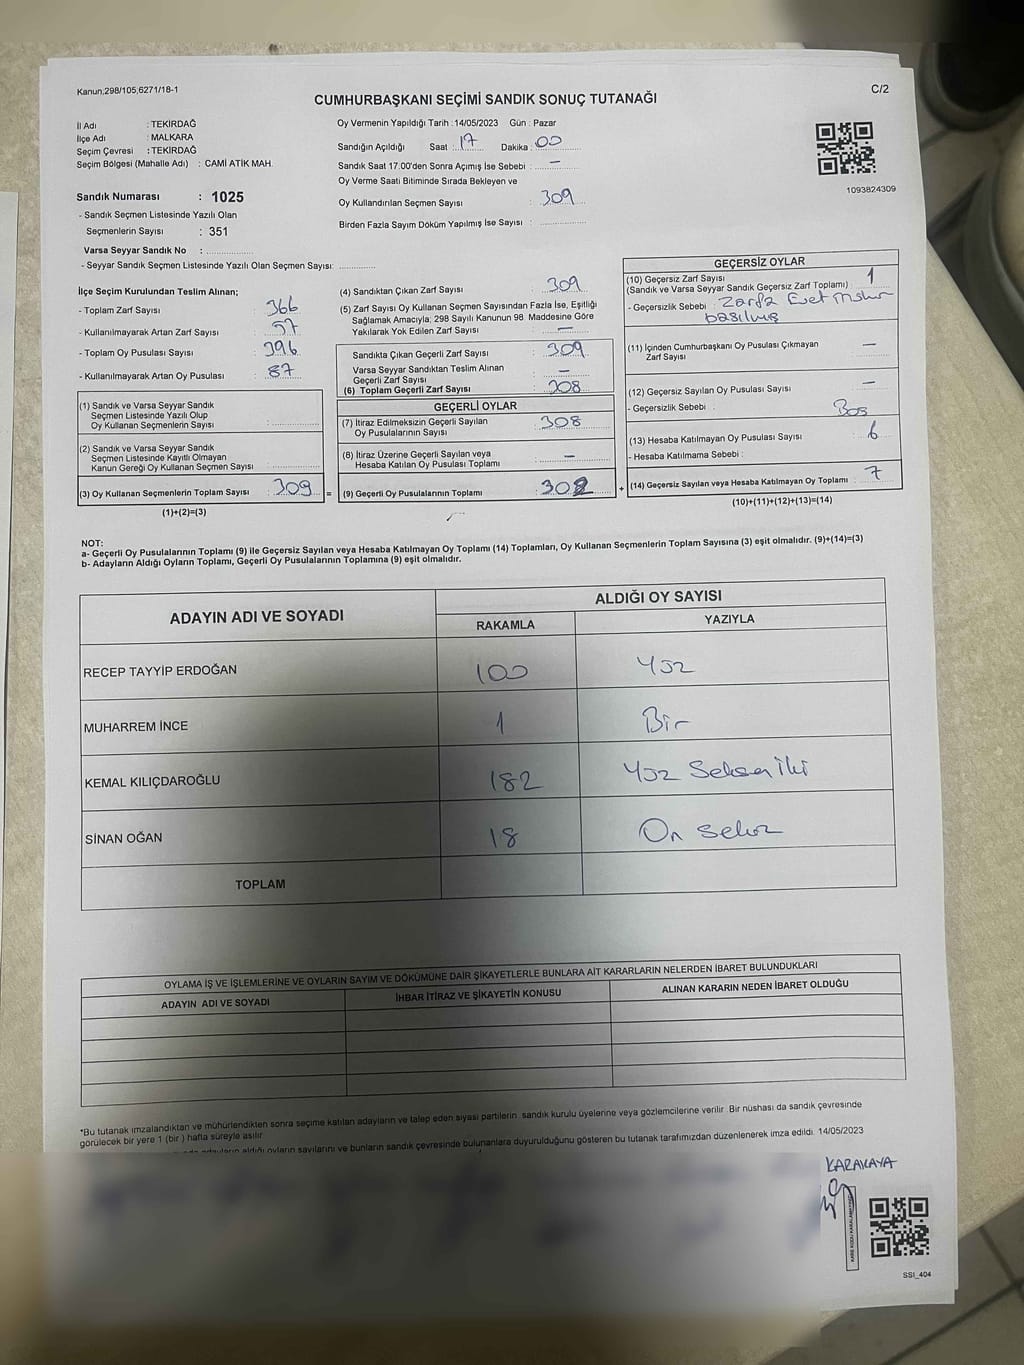 Kanun,298/105,6271/18-1
C/2
CUMHURBAŞKANI SEÇİMİ SANDIK SONUÇ TUTANAĞI
İl Adı : TEKİRDAĞ
İlçe Adı : MALKARA
Seçim Çevresi : TEKİRDAĞ
Seçim Bölgesi (Mahalle Adı) : CAMİ ATİK MAH.
Oy Vermenin Yapıldığı Tarih : 14/05/2023 Gün : Pazar
Sandığın Açıldığı Saat : 17 Dakika : 00
Sandık Saat 17.00'den Sonra Açımış İse Sebebi : —
Oy Verme Saati Bitiminde Sırada Bekleyen ve
Oy Kullandırılan Seçmen Sayısı : 309
Birden Fazla Sayım Döküm Yapılmış İse Sayısı :
1093824309
Sandık Numarası : 1025
- Sandık Seçmen Listesinde Yazılı Olan
Seçmenlerin Sayısı : 351
Varsa Seyyar Sandık No :
- Seyyar Sandık Seçmen Listesinde Yazılı Olan Seçmen Sayısı:
İlçe Seçim Kurulundan Teslim Alınan;
- Toplam Zarf Sayısı : 366
- Kullanılmayarak Artan Zarf Sayısı : 57
- Toplam Oy Pusulası Sayısı : 396
- Kullanılmayarak Artan Oy Pusulası : 87
(1) Sandık ve Varsa Seyyar Sandık
Seçmen Listesinde Yazılı Olup
Oy Kullanan Seçmenlerin Sayısı :
(2) Sandık ve Varsa Seyyar Sandık
Seçmen Listesinde Kayıtlı Olmayan
Kanun Gereği Oy Kullanan Seçmen Sayısı :
(3) Oy Kullanan Seçmenlerin Toplam Sayısı : 309 =
(1)+(2)=(3)
(4) Sandıktan Çıkan Zarf Sayısı : 309
(5) Zarf Sayısı Oy Kullanan Seçmen Sayısından Fazla İse, Eşitliği
Sağlamak Amacıyla; 298 Sayılı Kanunun 98. Maddesine Göre
Yakılarak Yok Edilen Zarf Sayısı : —
Sandıkta Çıkan Geçerli Zarf Sayısı : 309
Varsa Seyyar Sandıktan Teslim Alınan
Geçerli Zarf Sayısı : —
(6) Toplam Geçerli Zarf Sayısı : 308
GEÇERLİ OYLAR
(7) İtiraz Edilmeksizin Geçerli Sayılan
Oy Pusulalarının Sayısı : 308
(8) İtiraz Üzerine Geçerli Sayılan veya
Hesaba Katılan Oy Pusulası Toplamı : —
(9) Geçerli Oy Pusulalarının Toplamı : 302 +
GEÇERSİZ OYLAR
(10) Geçersiz Zarf Sayısı
(Sandık ve Varsa Seyyar Sandık Geçersiz Zarf Toplamı) : 1
- Geçersizlik Sebebi : Zarfa Evet Mühür
basılmış
(11) İçinden Cumhurbaşkanı Oy Pusulası Çıkmayan
Zarf Sayısı : —
(12) Geçersiz Sayılan Oy Pusulası Sayısı : —
- Geçersizlik Sebebi : Boş
(13) Hesaba Katılmayan Oy Pusulası Sayısı : 6
- Hesaba Katılmama Sebebi :
(14) Geçersiz Sayılan veya Hesaba Katılmayan Oy Toplamı : 7
(10)+(11)+(12)+(13)=(14)
NOT:
a- Geçerli Oy Pusulalarının Toplamı (9) ile Geçersiz Sayılan veya Hesaba Katılmayan Oy Toplamı (14) Toplamları, Oy Kullanan Seçmenlerin Toplam Sayısına (3) eşit olmalıdır. (9)+(14)=(3)
b- Adayların Aldığı Oyların Toplamı, Geçerli Oy Pusulalarının Toplamına (9) eşit olmalıdır.
ADAYIN ADI VE SOYADI
ALDIĞI OY SAYISI
RAKAMLA YAZIYLA
RECEP TAYYİP ERDOĞAN 100 Yüz
MUHARREM İNCE 1 Bir
KEMAL KILIÇDAROĞLU 182 Yüz Seksen İki
SİNAN OĞAN 18 On sekiz
TOPLAM
OYLAMA İŞ VE İŞLEMLERİNE VE OYLARIN SAYIM VE DÖKÜMÜNE DAİR ŞİKAYETLERLE BUNLARA AİT KARARLARIN NELERDEN İBARET BULUNDUKLARI
ADAYIN ADI VE SOYADI İHBAR İTİRAZ VE ŞİKAYETİN KONUSU ALINAN KARARIN NEDEN İBARET OLDUĞU
*Bu tutanak imzalandıktan ve mühürlendikten sonra seçime katılan adayların ve talep eden siyasi partilerin sandık kurulu üyelerine veya gözlemcilerine verilir. Bir nüshası da sandık çevresinde
görülecek bir yere 1 (bir ) hafta süreyle asılır.
adayların aldığı oyların sayılarını ve bunların sandık çevresinde bulunanlara duyurulduğunu gösteren bu tutanak tarafımızdan düzenlenerek imza edildi. 14/05/2023
KARAKAYA
SSI_404